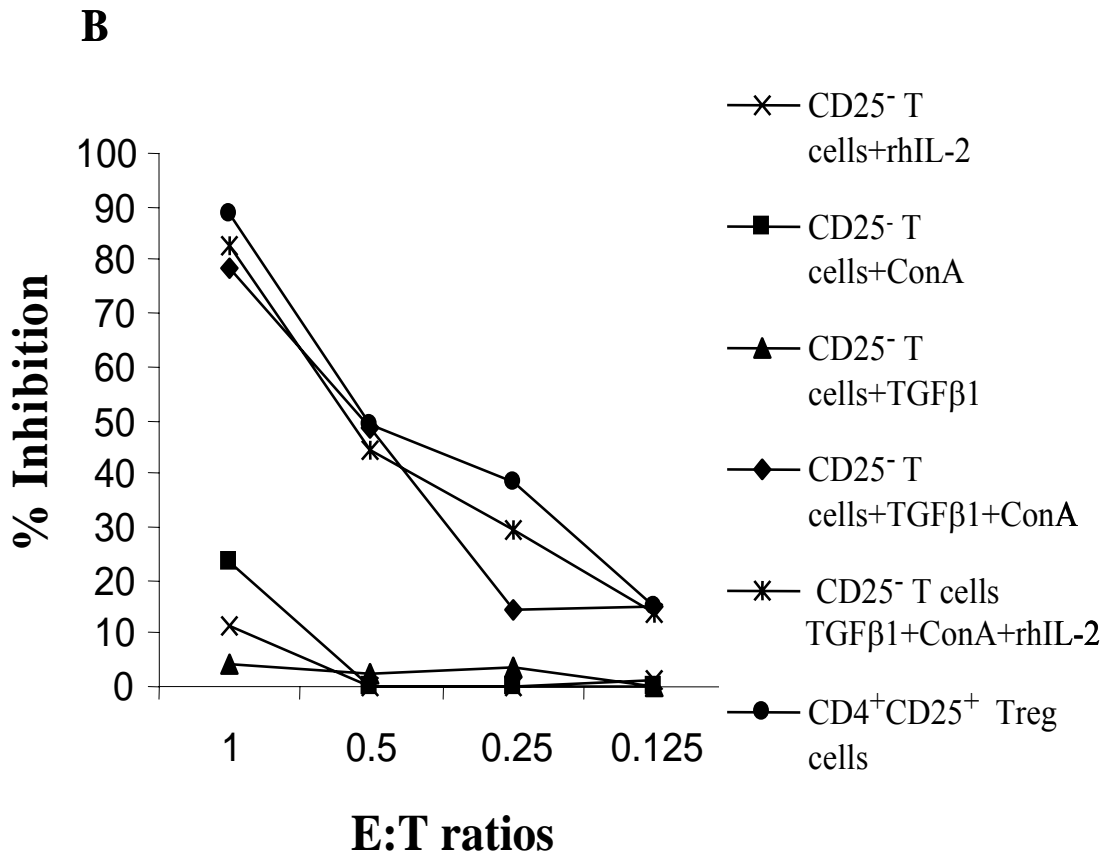 B
% Inhibition
100
90
80
70
60
50
40
30
20
10
0
1 0.5 0.25 0.125
E:T ratios
CD25⁻ T
cells+rhIL-2
CD25⁻ T
cells+ConA
CD25⁻ T
cells+TGFβ1
CD25⁻ T
cells+TGFβ1+ConA
CD25⁻ T cells
TGFβ1+ConA+rhIL-2
CD4⁺CD25⁺ Treg
cells